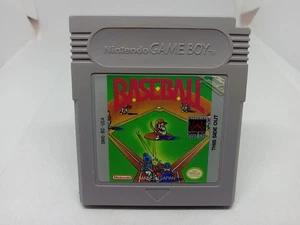 Nintendo GAME BOY
BASEBALL
DMG-BS-USA
THIS SIDE OUT
Nintendo